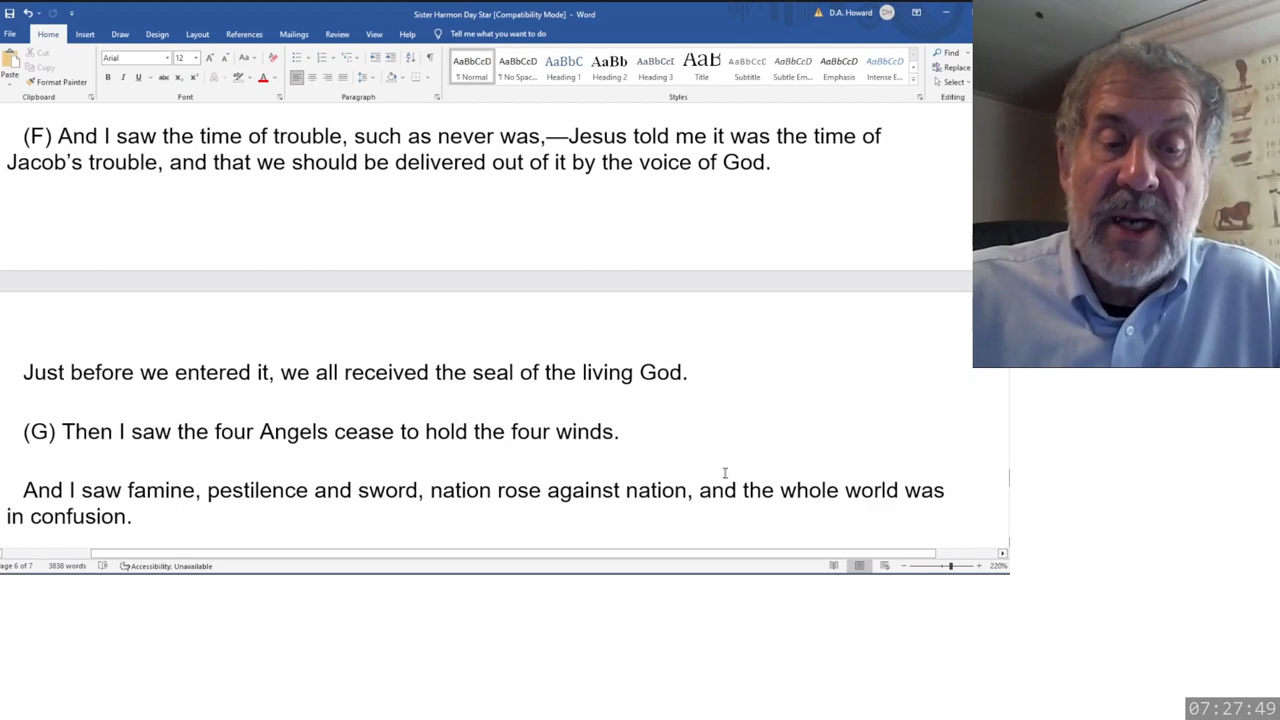 Sister Harmon Day Star [Compatibility Mode] - Word
D.A. Howard
DH
File Home Insert Draw Design Layout References Mailings Review View Help Tell me what you want to do
Paste
Cut
Copy
Format Painter
Clipboard
Arial 12
Font
Paragraph
AaBbCcD AaBbCcD AaBbC AaBb AaBbCcI AaB AaBbCcD AaBbCcD AaBbCcD AaBbCcD
¶ Normal ¶ No Spac... Heading 1 Heading 2 Heading 3 Title Subtitle Subtle Em... Emphasis Intense E...
Styles
Find
Replace
Select
Editing
(F) And I saw the time of trouble, such as never was,—Jesus told me it was the time of
Jacob’s trouble, and that we should be delivered out of it by the voice of God.
Just before we entered it, we all received the seal of the living God.
(G) Then I saw the four Angels cease to hold the four winds.
And I saw famine, pestilence and sword, nation rose against nation, and the whole world was
in confusion.
age 6 of 7 3838 words Accessibility: Unavailable 220%
07:27:49